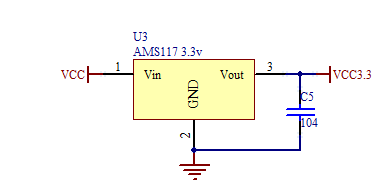 U3
AMS117 3.3v
VCC
1
Vin
Vout
3
VCC3.3
GND
2
C5
104